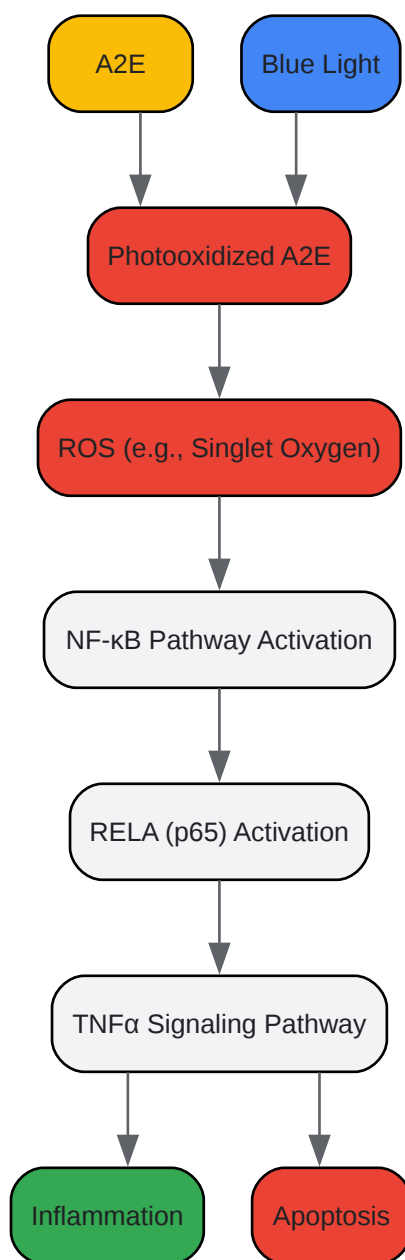 A2E
Blue Light
Photooxidized A2E
ROS (e.g., Singlet Oxygen)
NF-κB Pathway Activation
RELA (p65) Activation
TNFα Signaling Pathway
Inflammation
Apoptosis